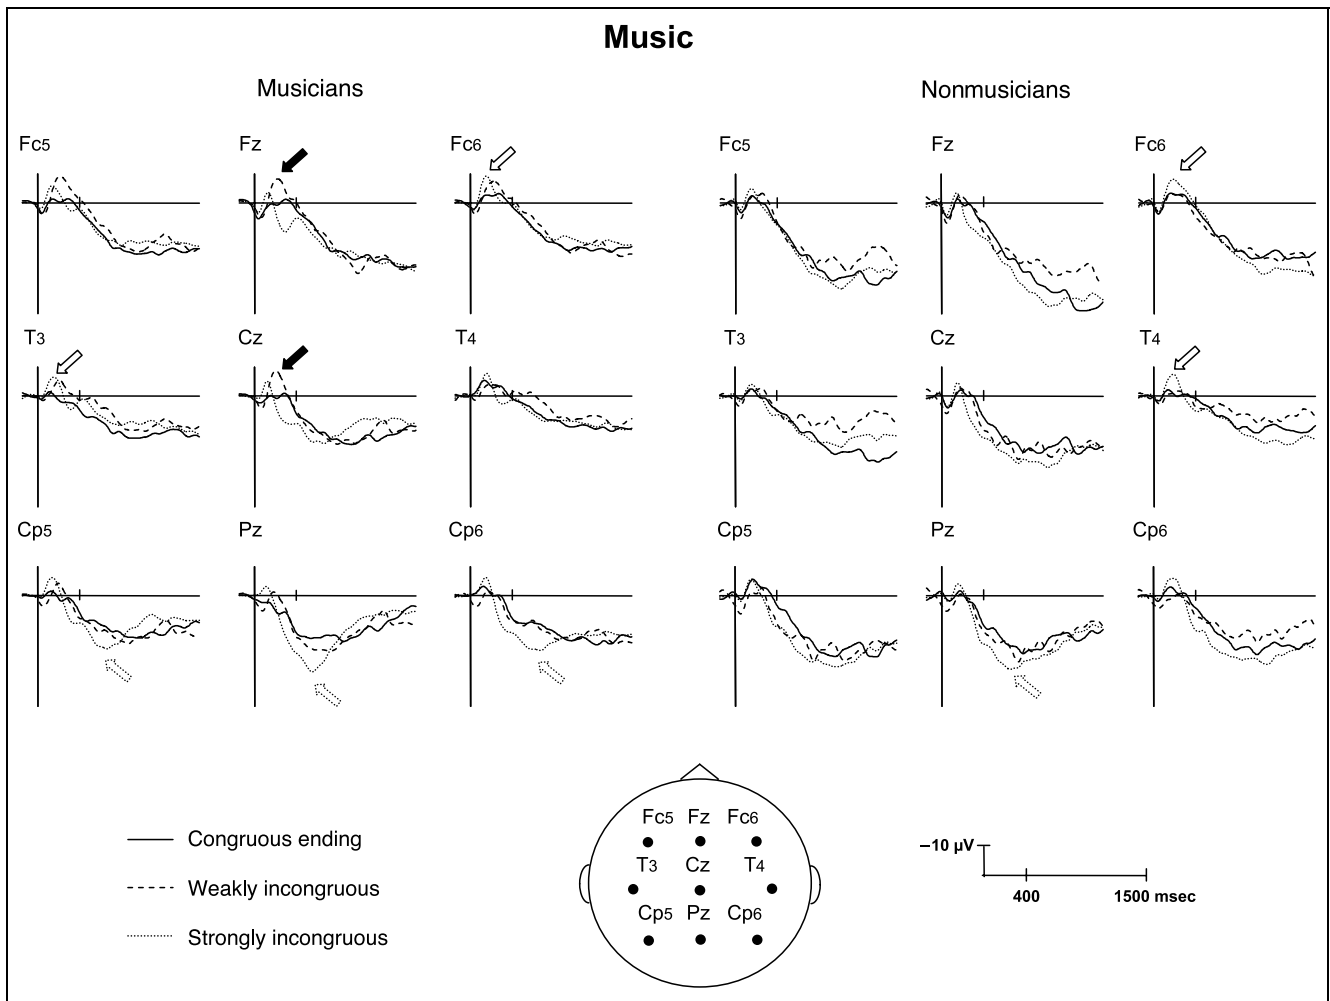 Music
Musicians
Nonmusicians
Fc5 Fz Fc6 Fc5 Fz Fc6
T3 Cz T4 T3 Cz T4
Cp5 Pz Cp6 Cp5 Pz Cp6
Congruous ending
Weakly incongruous
Strongly incongruous
Fc5 Fz Fc6
T3 Cz T4
Cp5 Pz Cp6
−10 µV
400 1500 msec